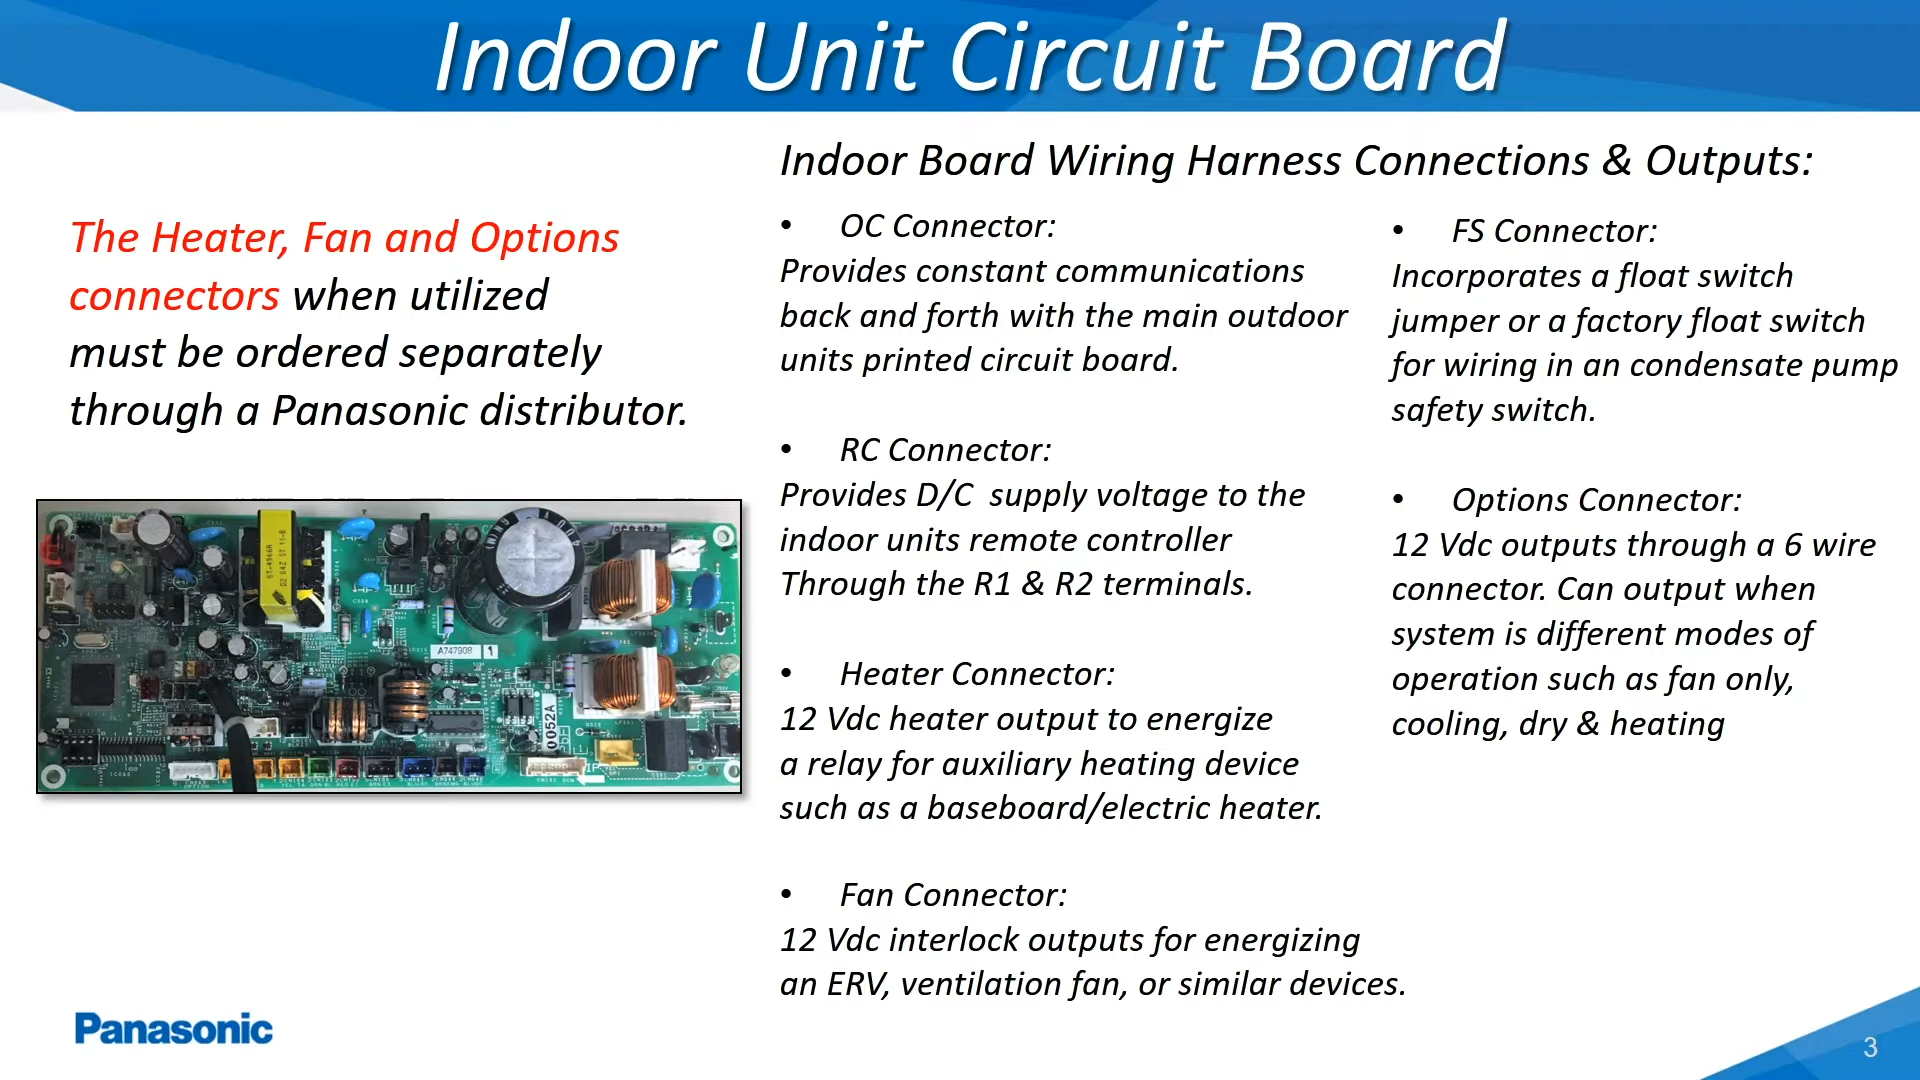 Indoor Unit Circuit Board
The Heater, Fan and Options
connectors when utilized
must be ordered separately
through a Panasonic distributor.
A747908 1
0052A
Indoor Board Wiring Harness Connections & Outputs:
• OC Connector:
Provides constant communications
back and forth with the main outdoor
units printed circuit board.
• RC Connector:
Provides D/C supply voltage to the
indoor units remote controller
Through the R1 & R2 terminals.
• Heater Connector:
12 Vdc heater output to energize
a relay for auxiliary heating device
such as a baseboard/electric heater.
• Fan Connector:
12 Vdc interlock outputs for energizing
an ERV, ventilation fan, or similar devices.
• FS Connector:
Incorporates a float switch
jumper or a factory float switch
for wiring in an condensate pump
safety switch.
• Options Connector:
12 Vdc outputs through a 6 wire
connector. Can output when
system is different modes of
operation such as fan only,
cooling, dry & heating
Panasonic
3